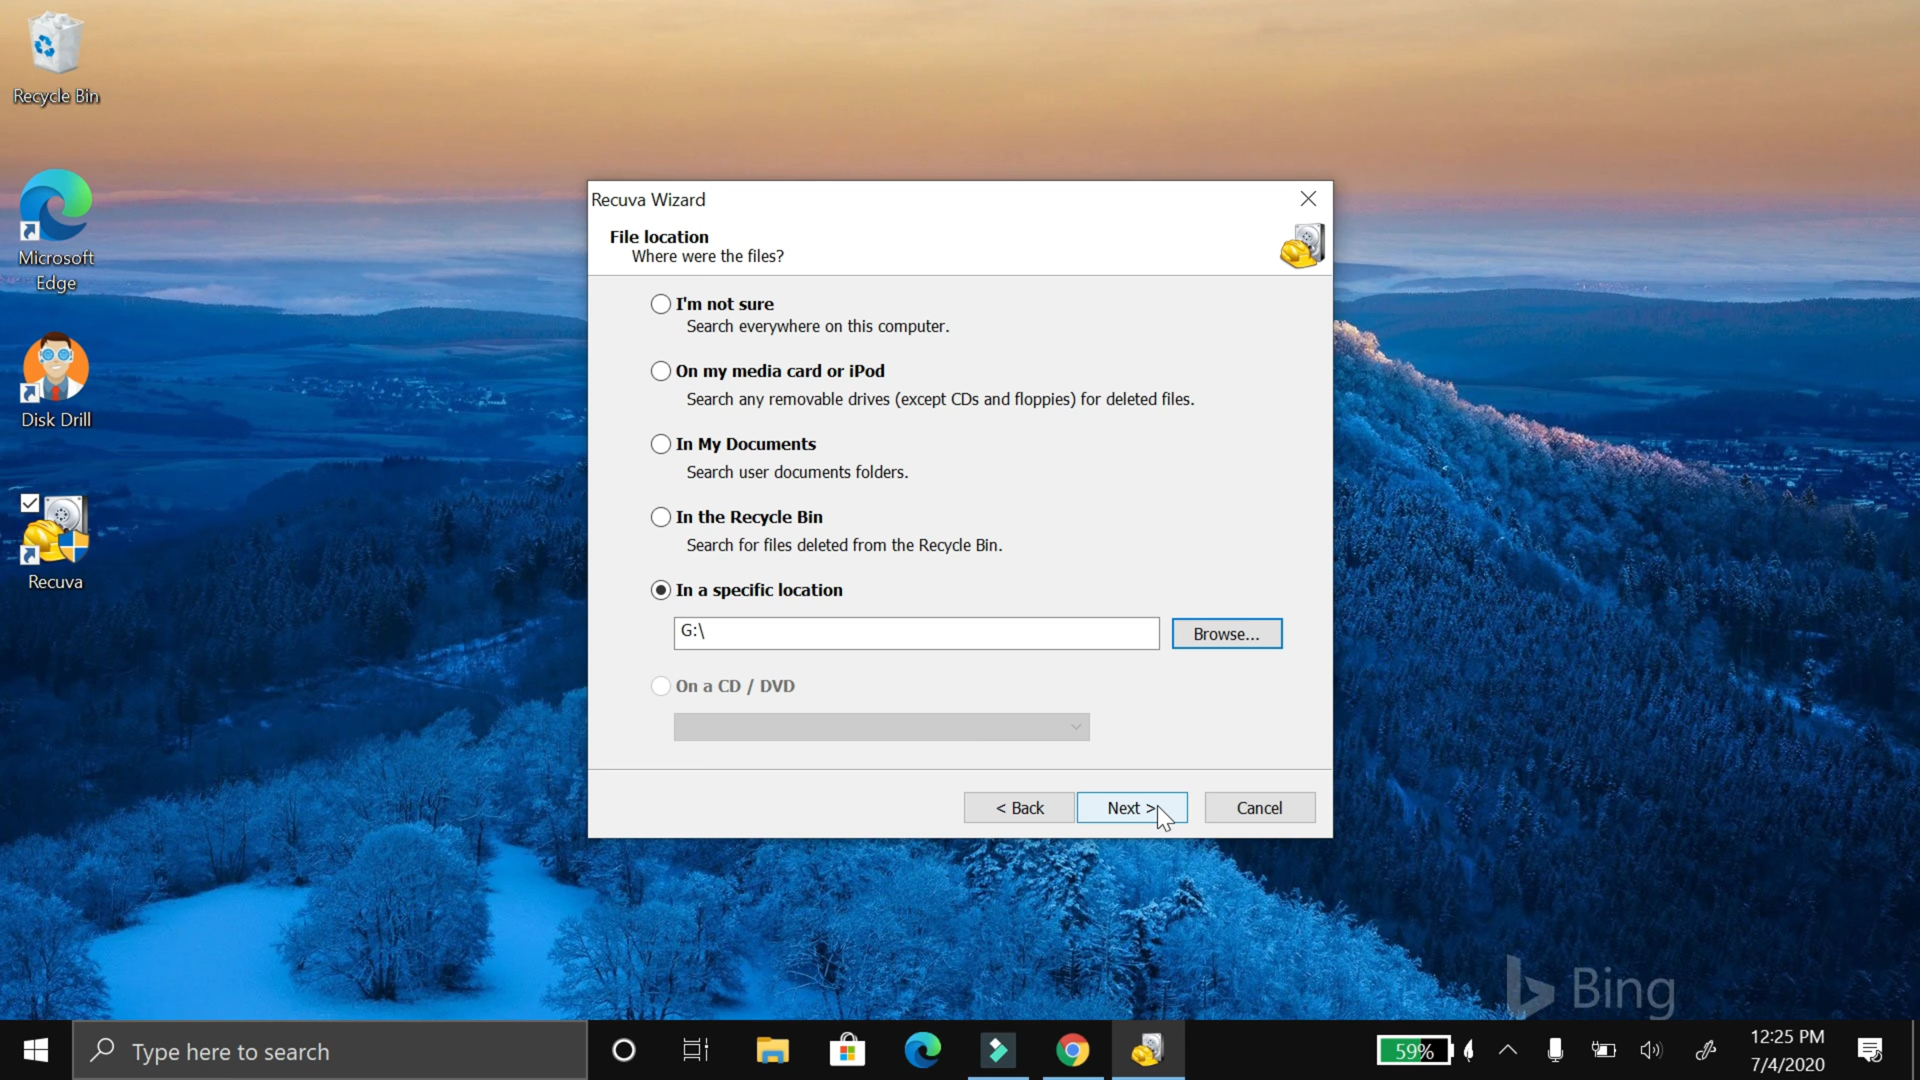 Recycle Bin
Microsoft
Edge
Disk Drill
Recuva
Recuva Wizard
File location
Where were the files?
I'm not sure
Search everywhere on this computer.
On my media card or iPod
Search any removable drives (except CDs and floppies) for deleted files.
In My Documents
Search user documents folders.
In the Recycle Bin
Search for files deleted from the Recycle Bin.
In a specific location
G:\
Browse...
On a CD / DVD
< Back
Next >
Cancel
Bing
Type here to search
59%
12:25 PM
7/4/2020